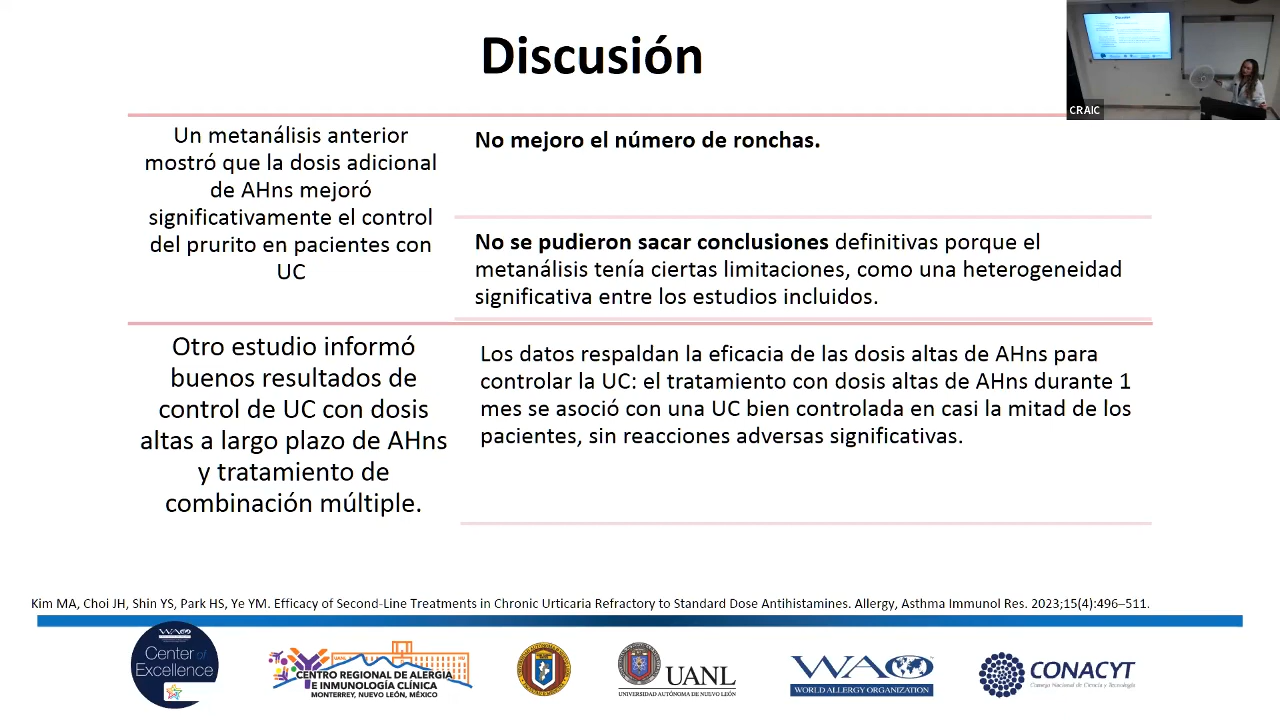 Discusión
CRAIC
Un metanálisis anterior
mostró que la dosis adicional
de AHns mejoró
significativamente el control
del prurito en pacientes con
UC
No mejoro el número de ronchas.
No se pudieron sacar conclusiones definitivas porque el
metanálisis tenía ciertas limitaciones, como una heterogeneidad
significativa entre los estudios incluidos.
Otro estudio informó
buenos resultados de
control de UC con dosis
altas a largo plazo de AHns
y tratamiento de
combinación múltiple.
Los datos respaldan la eficacia de las dosis altas de AHns para
controlar la UC: el tratamiento con dosis altas de AHns durante 1
mes se asoció con una UC bien controlada en casi la mitad de los
pacientes, sin reacciones adversas significativas.
Kim MA, Choi JH, Shin YS, Park HS, Ye YM. Efficacy of Second-Line Treatments in Chronic Urticaria Refractory to Standard Dose Antihistamines. Allergy, Asthma Immunol Res. 2023;15(4):496–511.
WAO
Center of
Excellence
UANL
CENTRO REGIONAL DE ALERGIA
E INMUNOLOGÍA CLÍNICA
MONTERREY, NUEVO LEÓN, MÉXICO
UANL
UNIVERSIDAD AUTÓNOMA DE NUEVO LEÓN
WAO
WORLD ALLERGY ORGANIZATION
CONACYT
Consejo Nacional de Ciencia y Tecnología